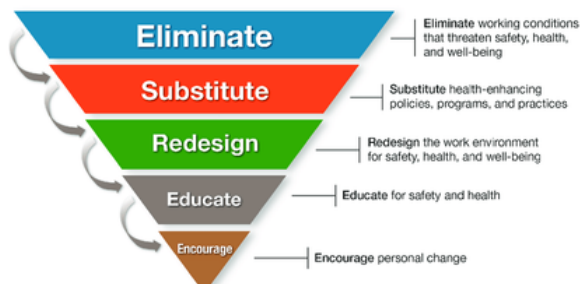 Eliminate
Eliminate working conditions
that threaten safety, health,
and well-being
Substitute
Substitute health-enhancing
policies, programs, and practices
Redesign
Redesign the work environment
for safety, health, and well-being
Educate
Educate for safety and health
Encourage
Encourage personal change